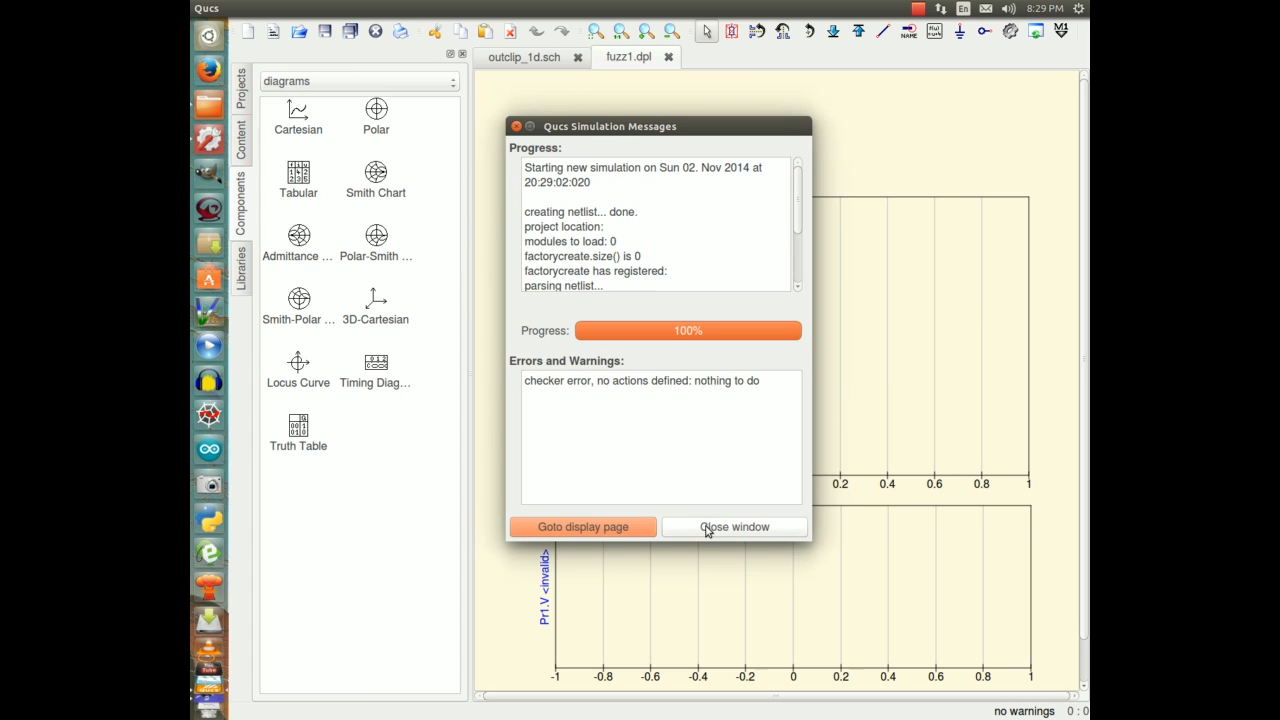 Qucs
En
8:29 PM
NAME
M1
outclip_1d.sch
fuzz1.dpl
Projects
Content
Components
Libraries
diagrams
Cartesian
Polar
Tabular
Smith Chart
Admittance ...
Polar-Smith ...
Smith-Polar ...
3D-Cartesian
Locus Curve
Timing Diag...
Truth Table
Qucs Simulation Messages
Progress:
Starting new simulation on Sun 02. Nov 2014 at
20:29:02:020
creating netlist... done.
project location:
modules to load: 0
factorycreate.size() is 0
factorycreate has registered:
parsing netlist...
Progress: 100%
Errors and Warnings:
checker error, no actions defined: nothing to do
Goto display page
Close window
0.2 0.4 0.6 0.8 1
Pr1.V <invalid>
-1 -0.8 -0.6 -0.4 -0.2 0 0.2 0.4 0.6 0.8 1
no warnings 0 : 0